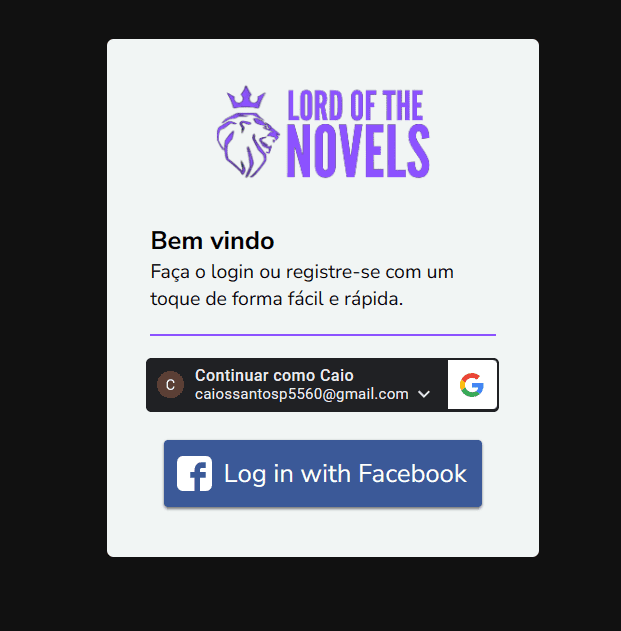 LORD OF THE
NOVELS
Bem vindo
Faça o login ou registre-se com um
toque de forma fácil e rápida.
C
Continuar como Caio
caiossantosp5560@gmail.com
G
Log in with Facebook